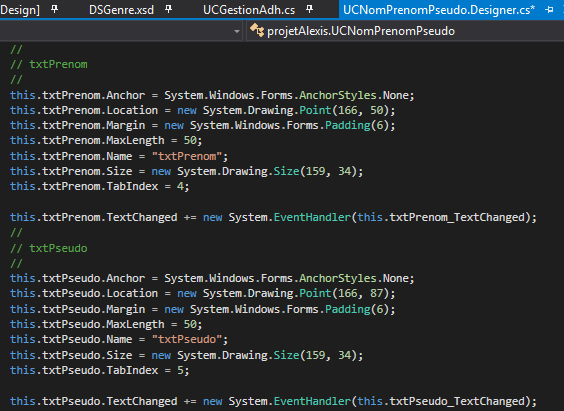 Design] DSGenre.xsd UCGestionAdh.cs UCNomPrenomPseudo.Designer.cs*
projetAlexis.UCNomPrenomPseudo
//
// txtPrenom
//
this.txtPrenom.Anchor = System.Windows.Forms.AnchorStyles.None;
this.txtPrenom.Location = new System.Drawing.Point(166, 50);
this.txtPrenom.Margin = new System.Windows.Forms.Padding(6);
this.txtPrenom.MaxLength = 50;
this.txtPrenom.Name = "txtPrenom";
this.txtPrenom.Size = new System.Drawing.Size(159, 34);
this.txtPrenom.TabIndex = 4;
this.txtPrenom.TextChanged += new System.EventHandler(this.txtPrenom_TextChanged);
//
// txtPseudo
//
this.txtPseudo.Anchor = System.Windows.Forms.AnchorStyles.None;
this.txtPseudo.Location = new System.Drawing.Point(166, 87);
this.txtPseudo.Margin = new System.Windows.Forms.Padding(6);
this.txtPseudo.MaxLength = 50;
this.txtPseudo.Name = "txtPseudo";
this.txtPseudo.Size = new System.Drawing.Size(159, 34);
this.txtPseudo.TabIndex = 5;
this.txtPseudo.TextChanged += new System.EventHandler(this.txtPseudo_TextChanged);